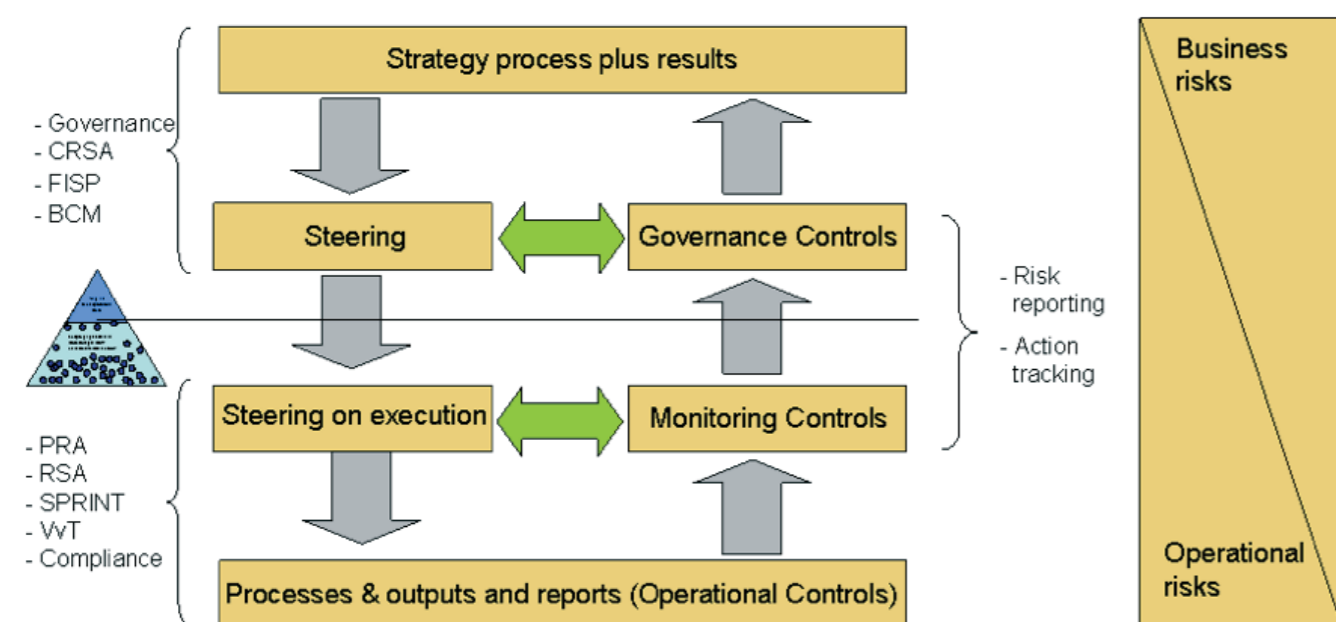 Strategy process plus results
Business
risks
- Governance
- CRSA
- FISP
- BCM
Steering
Governance Controls
- Risk
reporting
- Action
tracking
Steering on execution
Monitoring Controls
- PRA
- RSA
- SPRINT
- VvT
- Compliance
Operational
risks
Processes & outputs and reports (Operational Controls)